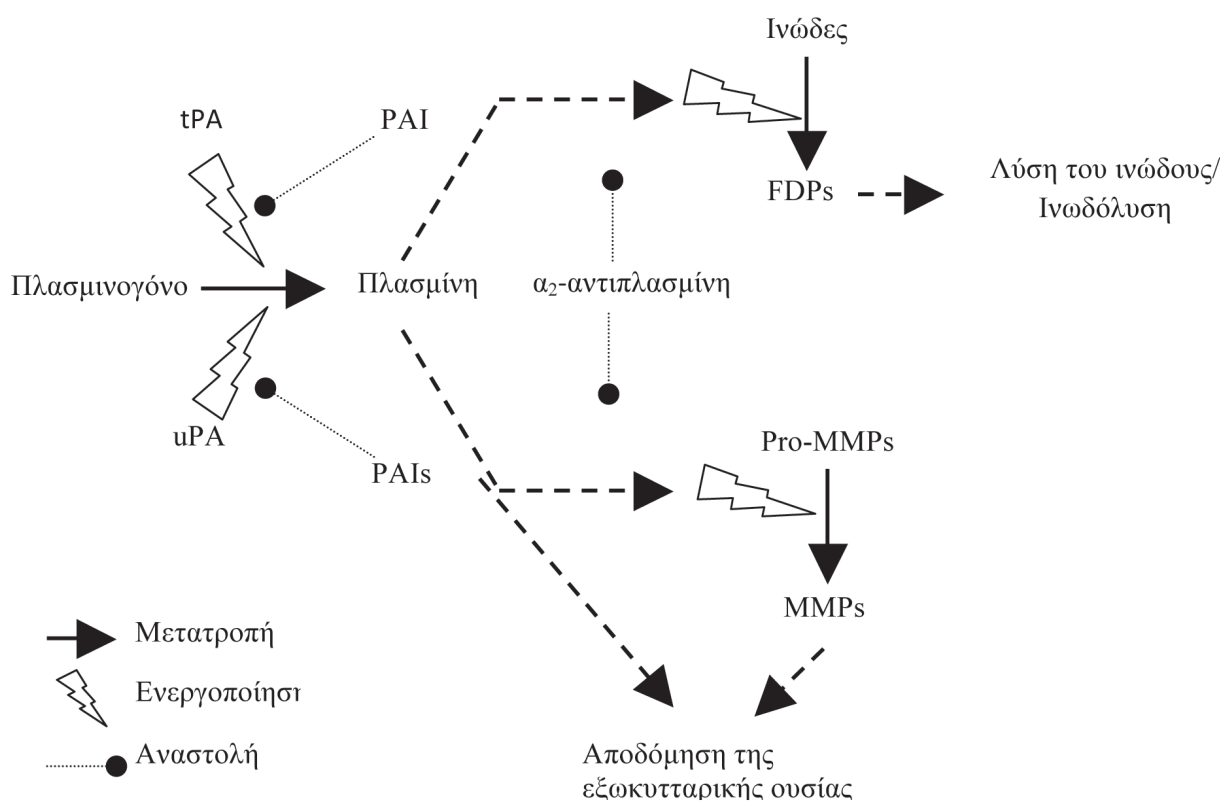 Ινώδες
tPA
PAI
FDPs
Λύση του ινώδους/
Ινωδόλυση
Πλασμινογόνο
Πλασμίνη
α₂-αντιπλασμίνη
uPA
PAIs
Pro-MMPs
MMPs
Μετατροπή
Ενεργοποίησι
Αναστολή
Αποδόμηση της
εξωκυτταρικής ουσίας